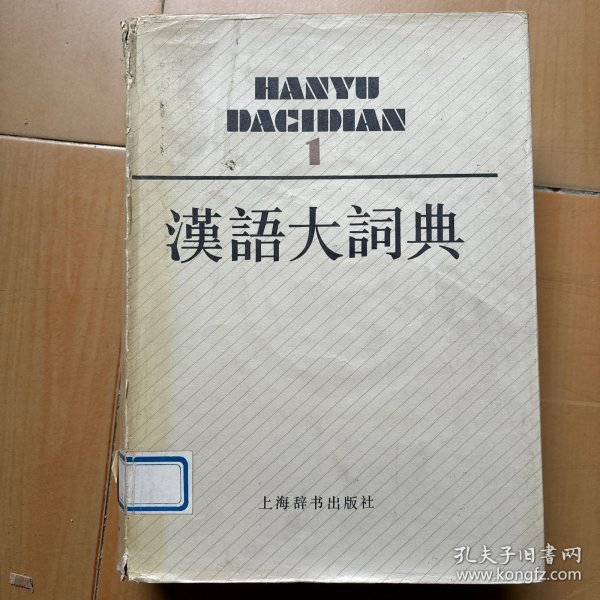 HANYU
DACIDIAN
1
漢語大詞典
上海辞书出版社
孔夫子旧书网
www.kongfz.com